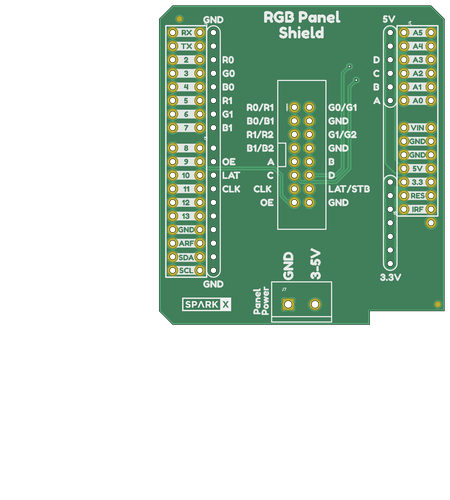 RGB Panel
Shield
GND
5V
RX
TX
2
3
4
5
6
7
8
9
10
11
12
13
GND
ARF
SDA
SCL
R0
G0
B0
R1
G1
B1
OE
LAT
CLK
GND
R0/R1
B0/B1
R1/R2
B1/B2
A
C
CLK
OE
G0/G1
GND
G1/G2
GND
B
D
LAT/STB
GND
D
C
B
A
A5
A4
A3
A2
A1
A0
VIN
GND
GND
5V
3.3
RES
IRF
3.3V
GND
3-5V
Panel
Power
J7
SPARK X